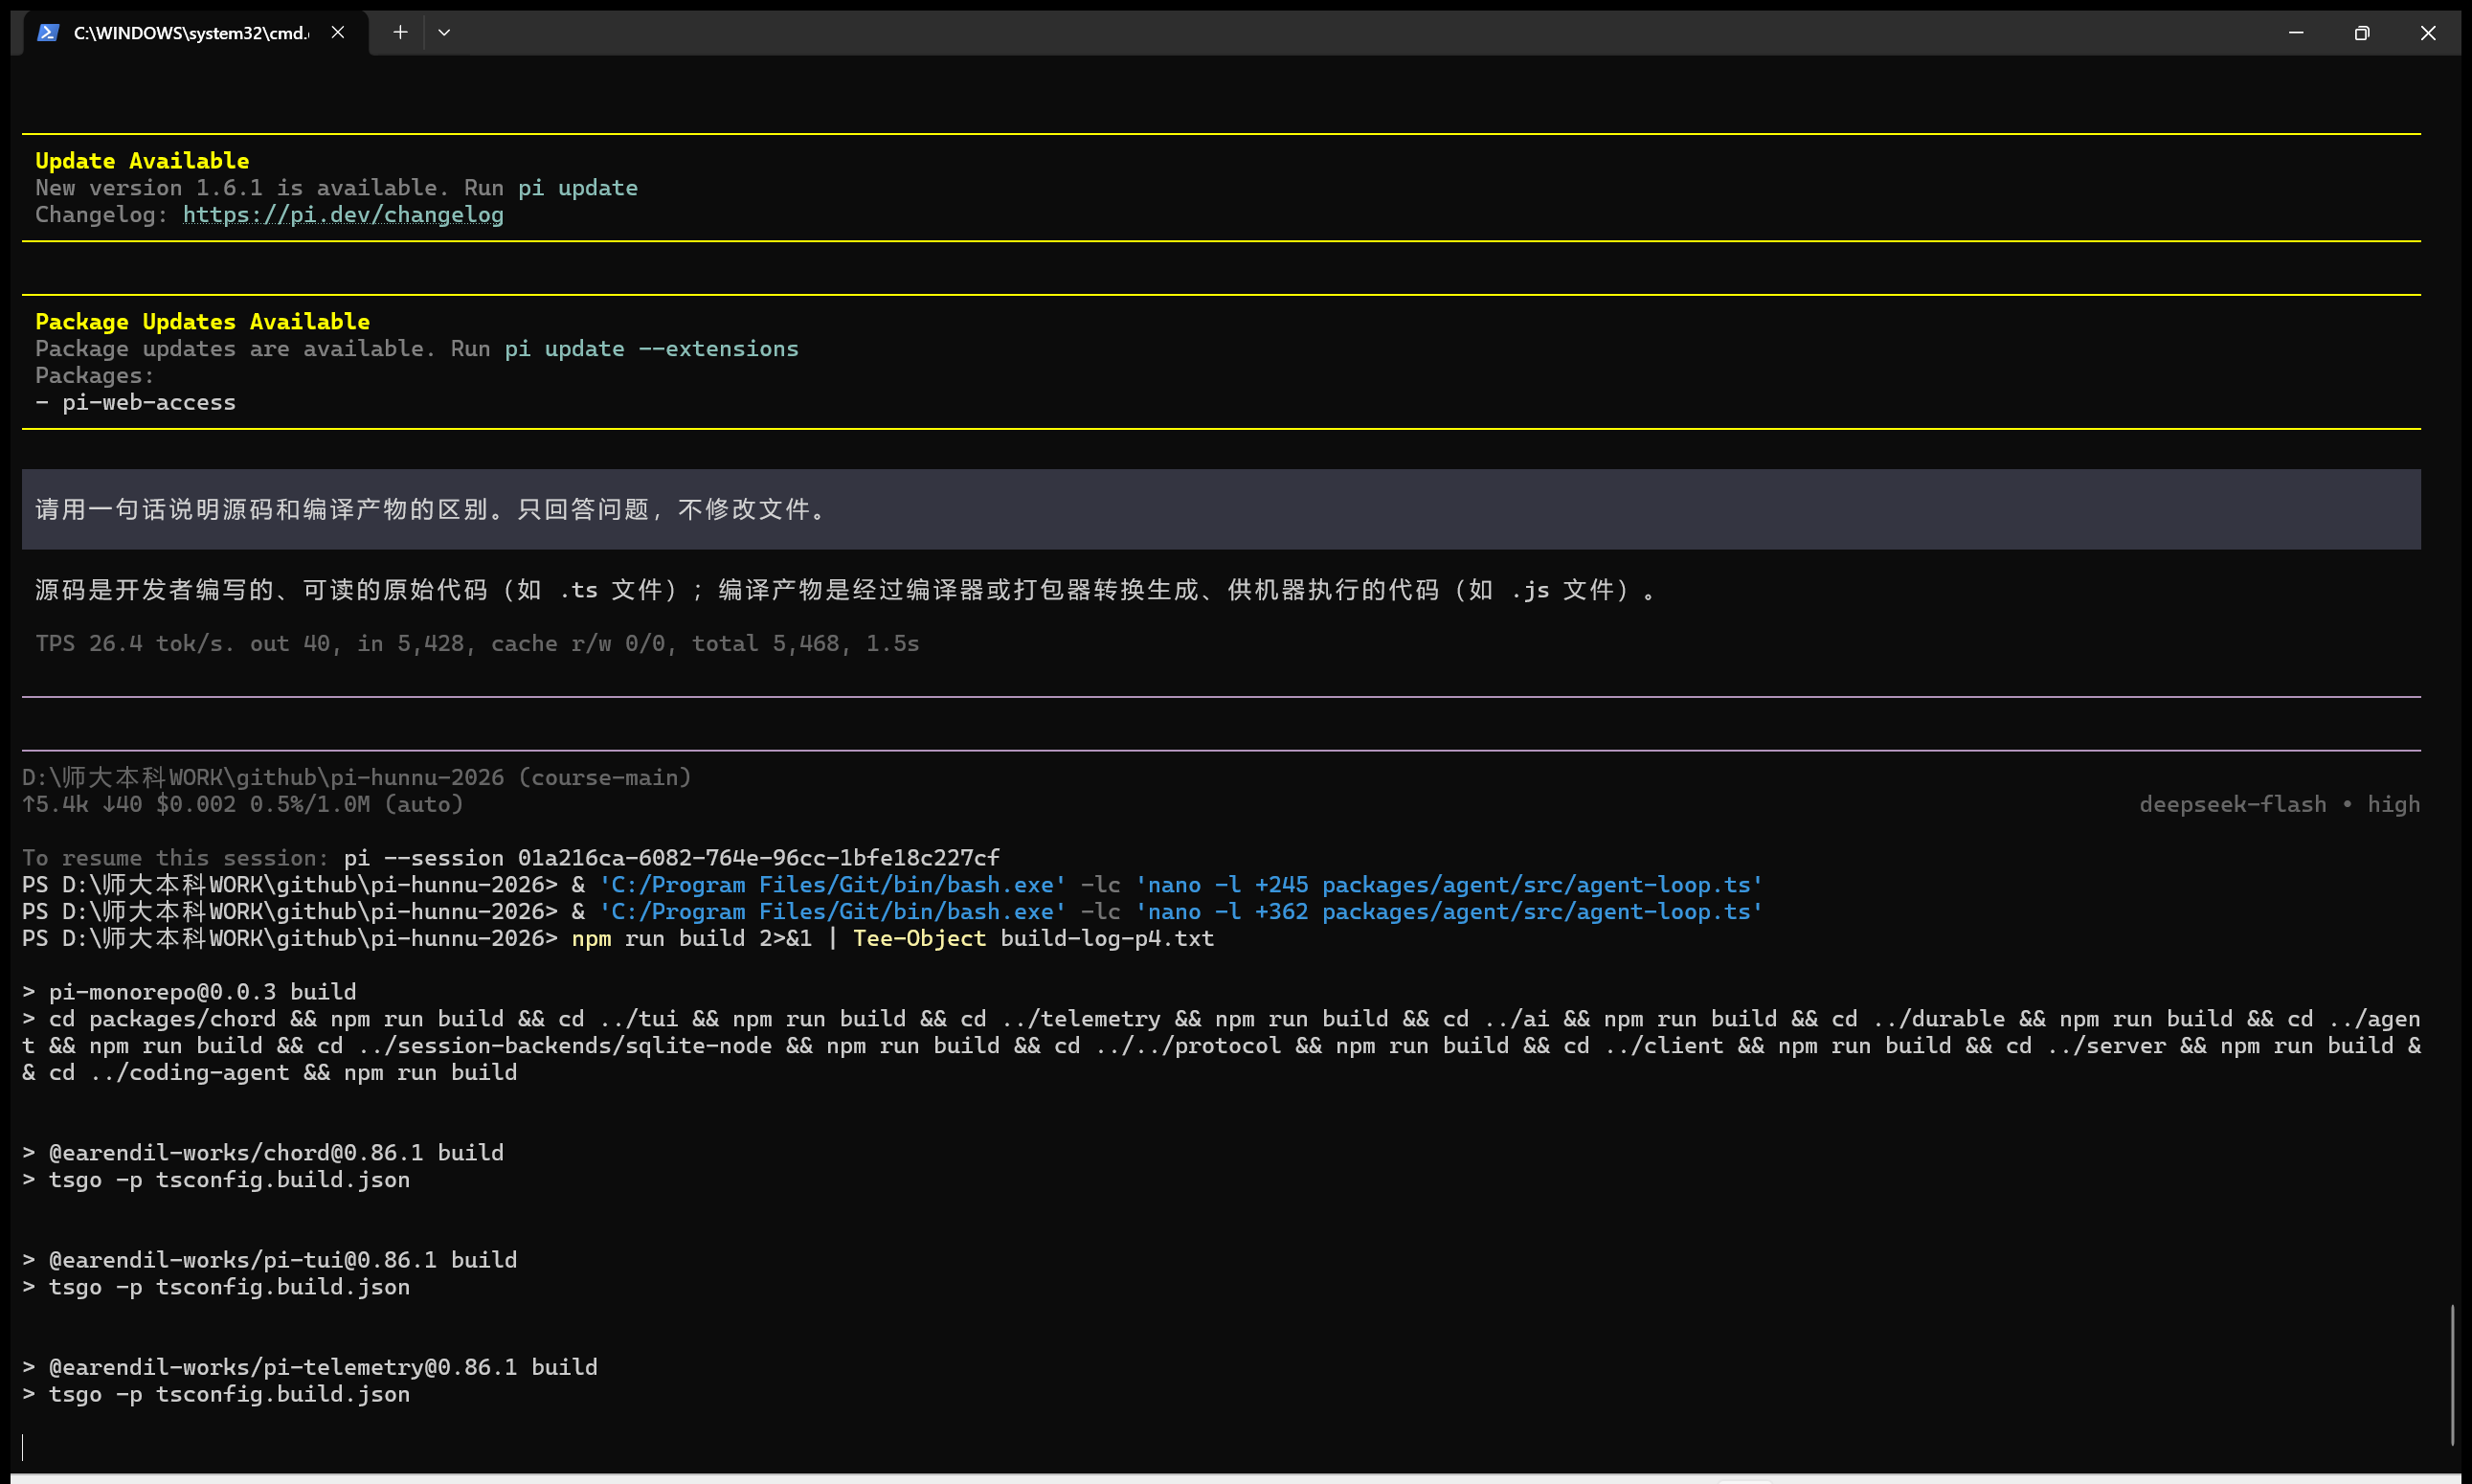 C:\WINDOWS\system32\cmd.
Update Available
New version 1.6.1 is available. Run pi update
Changelog: https://pi.dev/changelog
Package Updates Available
Package updates are available. Run pi update --extensions
Packages:
- pi-web-access
请用一句话说明源码和编译产物的区别。只回答问题，不修改文件。
源码是开发者编写的、可读的原始代码（如 .ts 文件）；编译产物是经过编译器或打包器转换生成、供机器执行的代码（如 .js 文件）。
TPS 26.4 tok/s. out 40, in 5,428, cache r/w 0/0, total 5,468, 1.5s
D:\师大本科WORK\github\pi-hunnu-2026 (course-main)
↑5.4k ↓40 $0.002 0.5%/1.0M (auto) deepseek-flash • high
To resume this session: pi --session 01a216ca-6082-764e-96cc-1bfe18c227cf
PS D:\师大本科WORK\github\pi-hunnu-2026> & 'C:/Program Files/Git/bin/bash.exe' -lc 'nano -l +245 packages/agent/src/agent-loop.ts'
PS D:\师大本科WORK\github\pi-hunnu-2026> & 'C:/Program Files/Git/bin/bash.exe' -lc 'nano -l +362 packages/agent/src/agent-loop.ts'
PS D:\师大本科WORK\github\pi-hunnu-2026> npm run build 2>&1 | Tee-Object build-log-p4.txt
> pi-monorepo@0.0.3 build
> cd packages/chord && npm run build && cd ../tui && npm run build && cd ../telemetry && npm run build && cd ../ai && npm run build && cd ../durable && npm run build && cd ../agen
t && npm run build && cd ../session-backends/sqlite-node && npm run build && cd ../../protocol && npm run build && cd ../client && npm run build && cd ../server && npm run build &
& cd ../coding-agent && npm run build
> @earendil-works/chord@0.86.1 build
> tsgo -p tsconfig.build.json
> @earendil-works/pi-tui@0.86.1 build
> tsgo -p tsconfig.build.json
> @earendil-works/pi-telemetry@0.86.1 build
> tsgo -p tsconfig.build.json